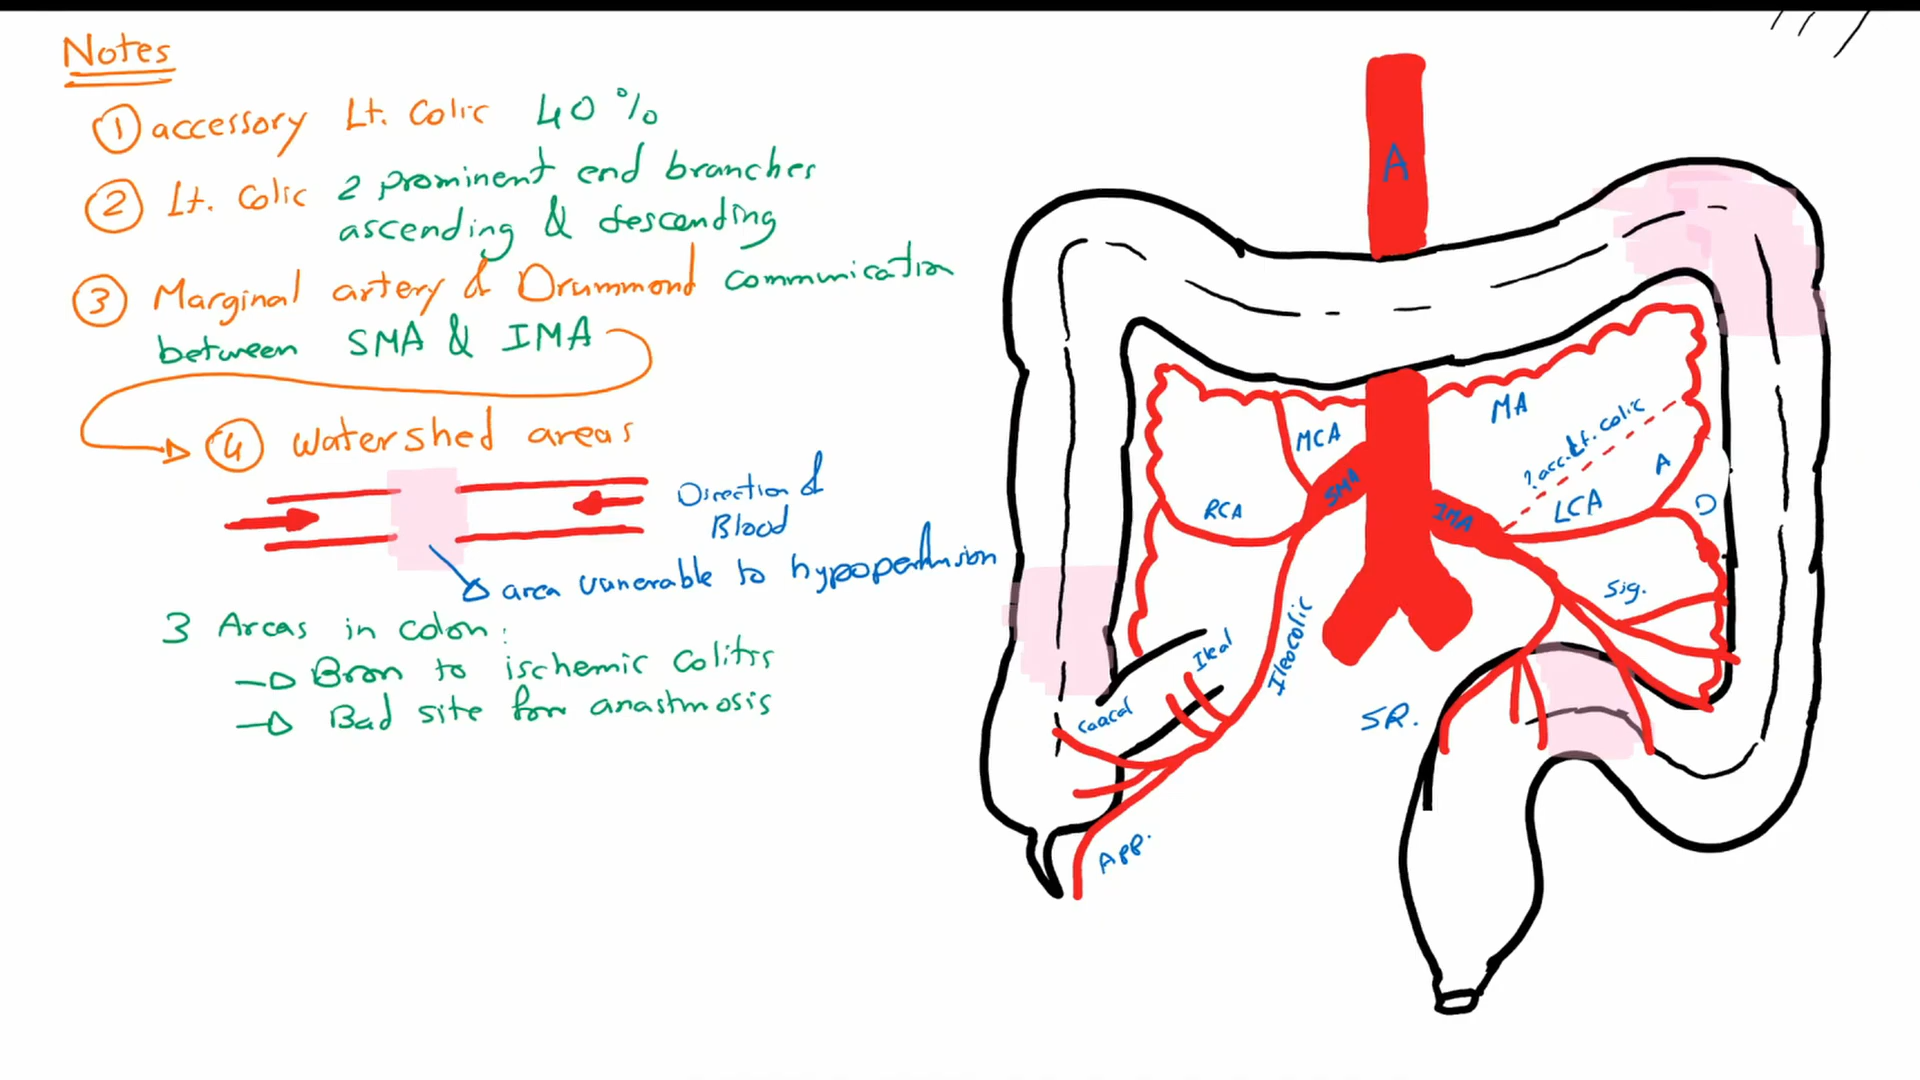 Notes
① accessory Lt. Colic 40 %
② Lt. Colic 2 prominent end branches
ascending & descending
③ Marginal artery of Drummond communication
between SMA & IMA
④ watershed areas
Direction of
Blood
area vunerable to hypoperfusion
3 Areas in colon:
→ Bron to ischemic colitis
→ Bad site for anastmosis
A
MCA
MA
SMA
IMA
RCA
? acc. Lt. colic
LCA
A
D
Sig.
Ileocolic
Ileal
Caecal
App.
SR.